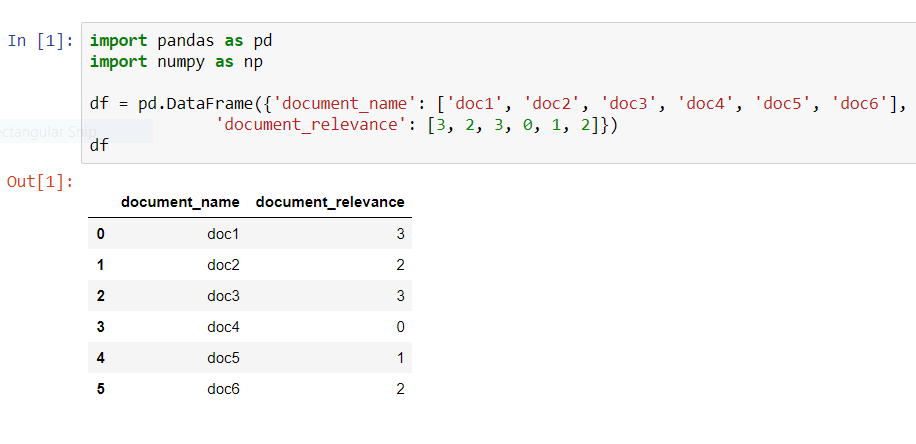 In [1]: import pandas as pd
import numpy as np
df = pd.DataFrame({'document_name': ['doc1', 'doc2', 'doc3', 'doc4', 'doc5', 'doc6'],
'document_relevance': [3, 2, 3, 0, 1, 2]})
ectangular Snip
df
Out[1]:
document_name document_relevance
0 doc1 3
1 doc2 2
2 doc3 3
3 doc4 0
4 doc5 1
5 doc6 2